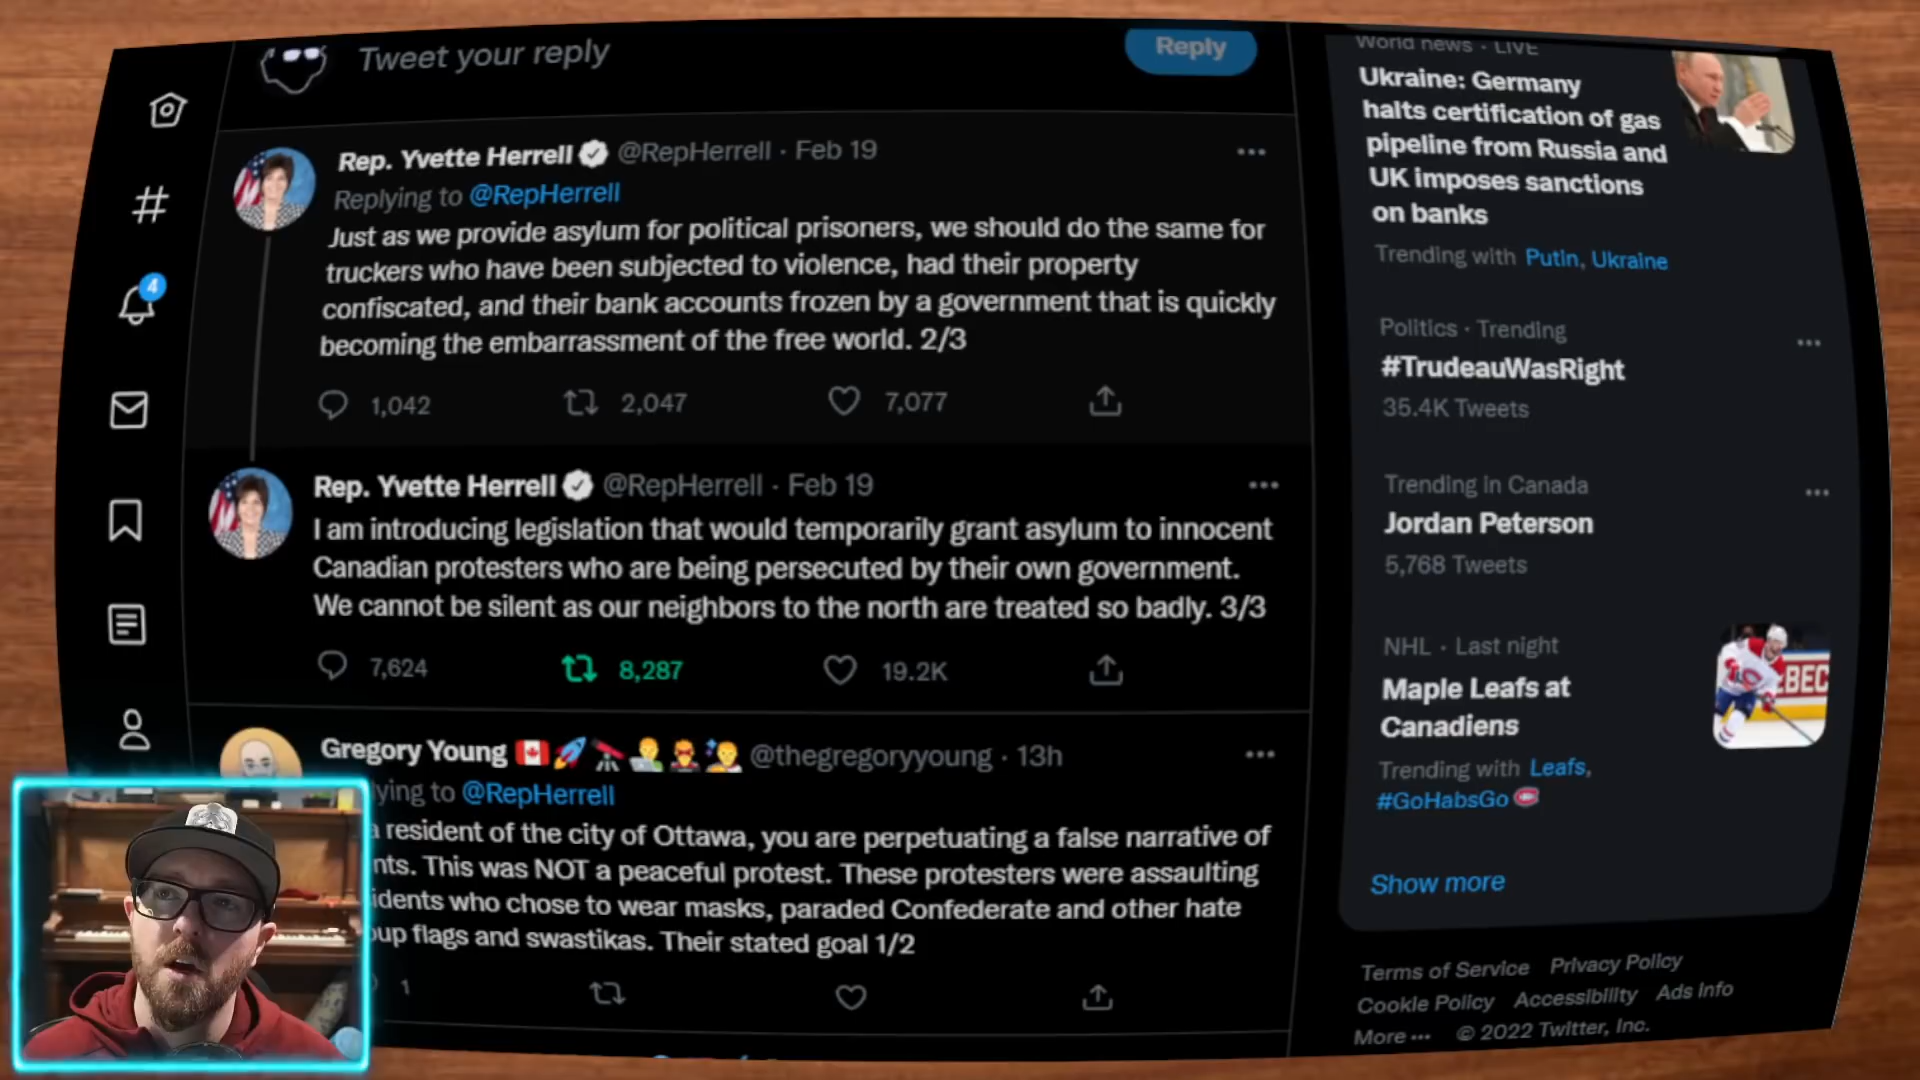 Tweet your reply
Reply
Rep. Yvette Herrell @RepHerrell · Feb 19
Replying to @RepHerrell
Just as we provide asylum for political prisoners, we should do the same for
truckers who have been subjected to violence, had their property
confiscated, and their bank accounts frozen by a government that is quickly
becoming the embarrassment of the free world. 2/3
1,042 2,047 7,077
Rep. Yvette Herrell @RepHerrell · Feb 19
I am introducing legislation that would temporarily grant asylum to innocent
Canadian protesters who are being persecuted by their own government.
We cannot be silent as our neighbors to the north are treated so badly. 3/3
7,624 8,287 19.2K
Gregory Young @thegregoryyoung · 13h
ying to @RepHerrell
resident of the city of Ottawa, you are perpetuating a false narrative of
nts. This was NOT a peaceful protest. These protesters were assaulting
idents who chose to wear masks, paraded Confederate and other hate
oup flags and swastikas. Their stated goal 1/2
1
4
World news · LIVE
Ukraine: Germany
halts certification of gas
pipeline from Russia and
UK imposes sanctions
on banks
Trending with Putin, Ukraine
Politics · Trending
#TrudeauWasRight
35.4K Tweets
Trending in Canada
Jordan Peterson
5,768 Tweets
NHL · Last night
Maple Leafs at
Canadiens
Trending with Leafs,
#GoHabsGo
EBEC
Show more
Terms of Service Privacy Policy
Cookie Policy Accessibility Ads info
More ··· © 2022 Twitter, Inc.